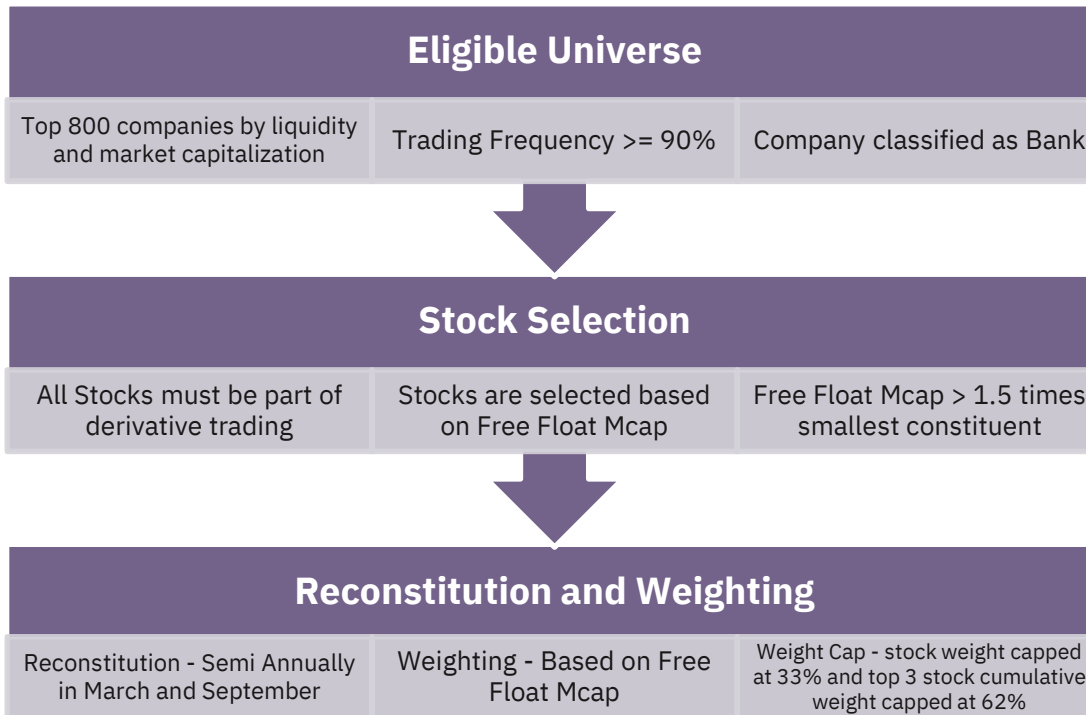 Eligible Universe
Top 800 companies by liquidity
and market capitalization
Trading Frequency >= 90%
Company classified as Bank
Stock Selection
All Stocks must be part of
derivative trading
Stocks are selected based
on Free Float Mcap
Free Float Mcap > 1.5 times
smallest constituent
Reconstitution and Weighting
Reconstitution - Semi Annually
in March and September
Weighting - Based on Free
Float Mcap
Weight Cap - stock weight capped
at 33% and top 3 stock cumulative
weight capped at 62%